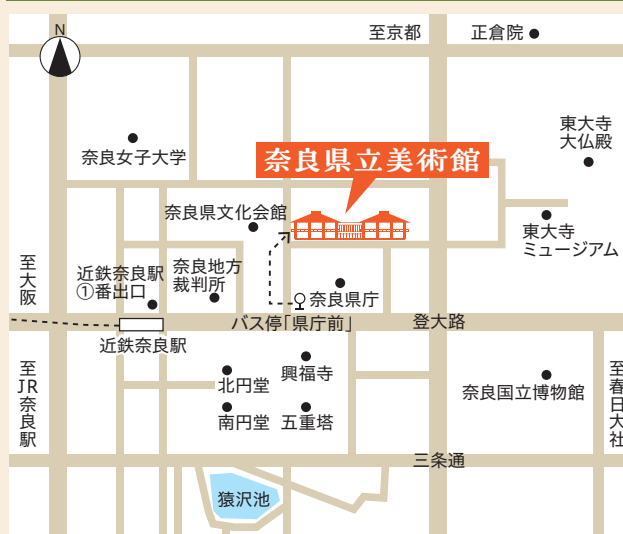 N
至京都
正倉院
東大寺
大仏殿
奈良女子大学
奈良県立美術館
奈良県文化会館
東大寺
ミュージアム
至大阪
近鉄奈良駅
①番出口
奈良地方
裁判所
奈良県庁
バス停「県庁前」
登大路
近鉄奈良駅
至JR奈良駅
興福寺
北円堂
南円堂
五重塔
奈良国立博物館
至春日大社
三条通
猿沢池